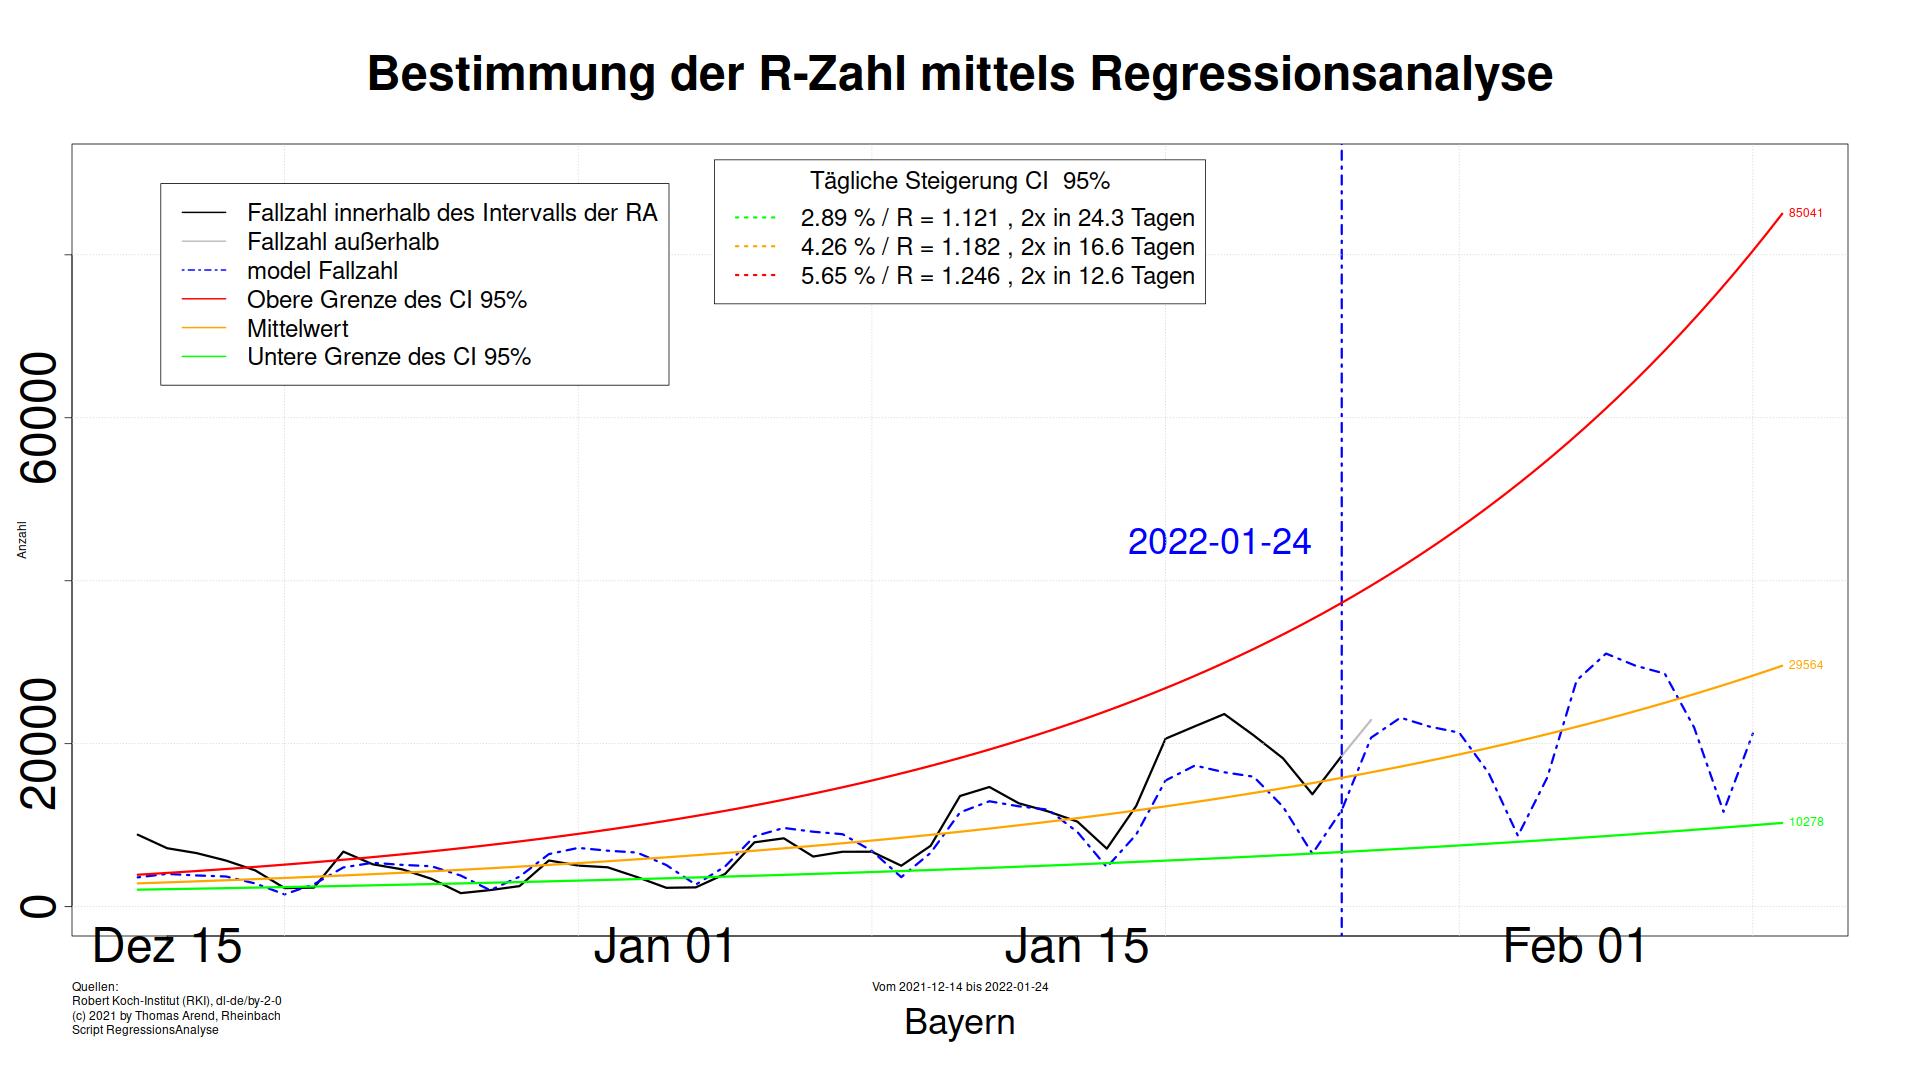 Bestimmung der R-Zahl mittels Regressionsanalyse
Fallzahl innerhalb des Intervalls der RA
Fallzahl außerhalb
model Fallzahl
Obere Grenze des CI 95%
Mittelwert
Untere Grenze des CI 95%
Tägliche Steigerung CI  95%
2.89 % / R = 1.121 , 2x in 24.3 Tagen
4.26 % / R = 1.182 , 2x in 16.6 Tagen
5.65 % / R = 1.246 , 2x in 12.6 Tagen
85041
60000
2022-01-24
Anzahl
29564
20000
10278
0
Dez 15
Jan 01
Jan 15
Feb 01
Quellen:
Robert Koch-Institut (RKI), dl-de/by-2-0
(c) 2021 by Thomas Arend, Rheinbach
Script RegressionsAnalyse
Vom 2021-12-14 bis 2022-01-24
Bayern